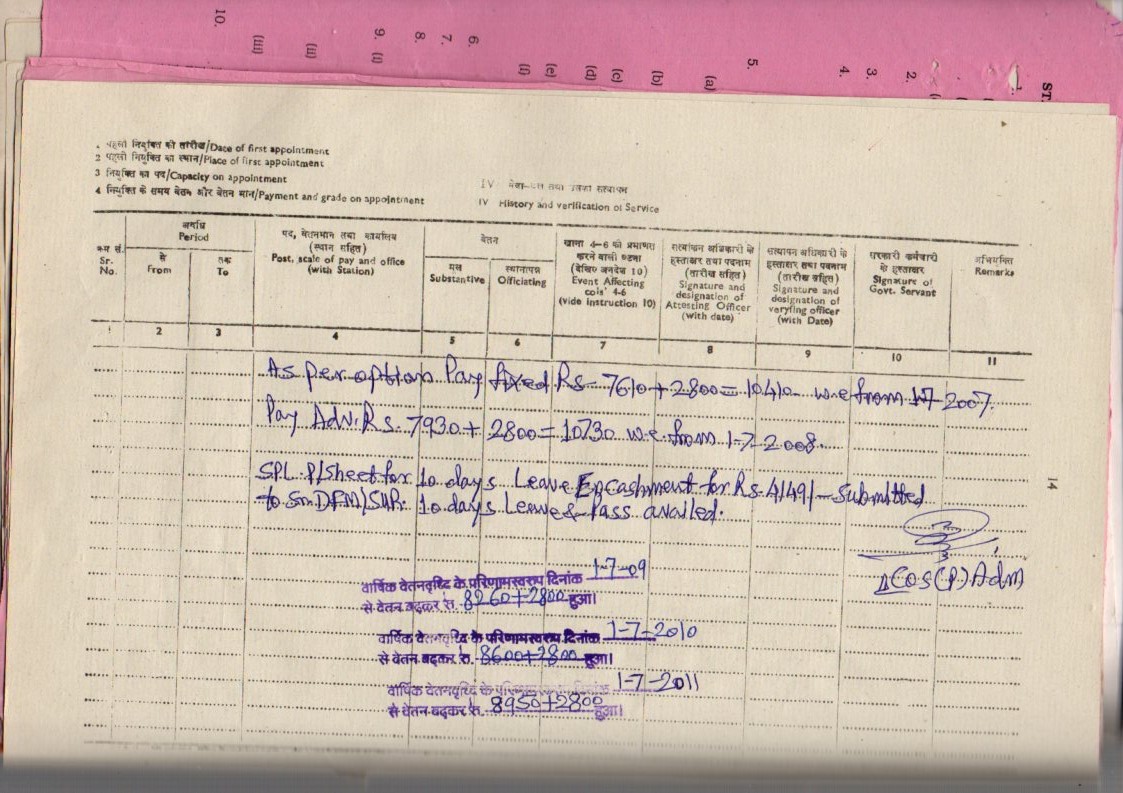 10.
(iii)
(ii)
9. (i)
8.
7.
6.
(f)
(e)
(d)
(c)
(b)
(a)
5.
4.
3.
2.
1.
ST.
1 पहली नियुक्ति की तारीख/Date of first appointment
2 पहली नियुक्ति का स्थान/Place of first appointment
3 नियुक्ति का पद/Capacity on appointment
4 नियुक्ति के समय वेतन और वेतन मान/Payment and grade on appointment
IV तथा उसका सत्यापन
IV History and verification of Service
क्रम सं. Sr. No.
अवधि Period
से From
तक To
पद, वेतनमान तथा कार्यालय (स्थान सहित) Post, scale of pay and office (with Station)
वेतन
मूल Substantive
स्थानापन्न Officiating
खाना 4-6 को प्रभावित करने वाली घटना (देखिए अनुदेश 10) Event Affecting cols' 4-6 (vide instruction 10)
सत्यांकन अधिकारी के हस्ताक्षर तथा पदनाम (तारीख सहित) Signature and designation of Attesting Officer (with date)
सत्यापन अधिकारी के हस्ताक्षर तथा पदनाम (तारीख सहित) Signature and designation of veryfing officer (with Date)
सरकारी कर्मचारी के हस्ताक्षर Signature of Govt. Servant
अभियुक्ति Remarks
1 2 3 4 5 6 7 8 9 10 11
As per option Pay fixed Rs- 7610+2800=10410- w.e from 2007.
Pay Adv. Rs. 7930+2800=10730 w.e. from 1-7-2008.
SPL. P/Sheet for 10 days Leave Encashment for Rs 4149/- Submitted
to Sr. DFM/SUR. 10 days Leave & Pass availed.
14
(P) Adm
वार्षिक वेतनवृध्दि के परिणामस्वरुप दिनांक 1-7-09
से वेतन बढ़कर रु. 8260+2800 हुआ।
वार्षिक वेतनवृध्दि के परिणामस्वरुप दिनांक 1-7-2010
से वेतन बढ़कर रु. 8600+2800 हुआ।
वार्षिक वेतनवृध्दि के परिणामस्वरुप दिनांक 1-7-2011
से वेतन बढ़कर रु. 8950+2800 हुआ।